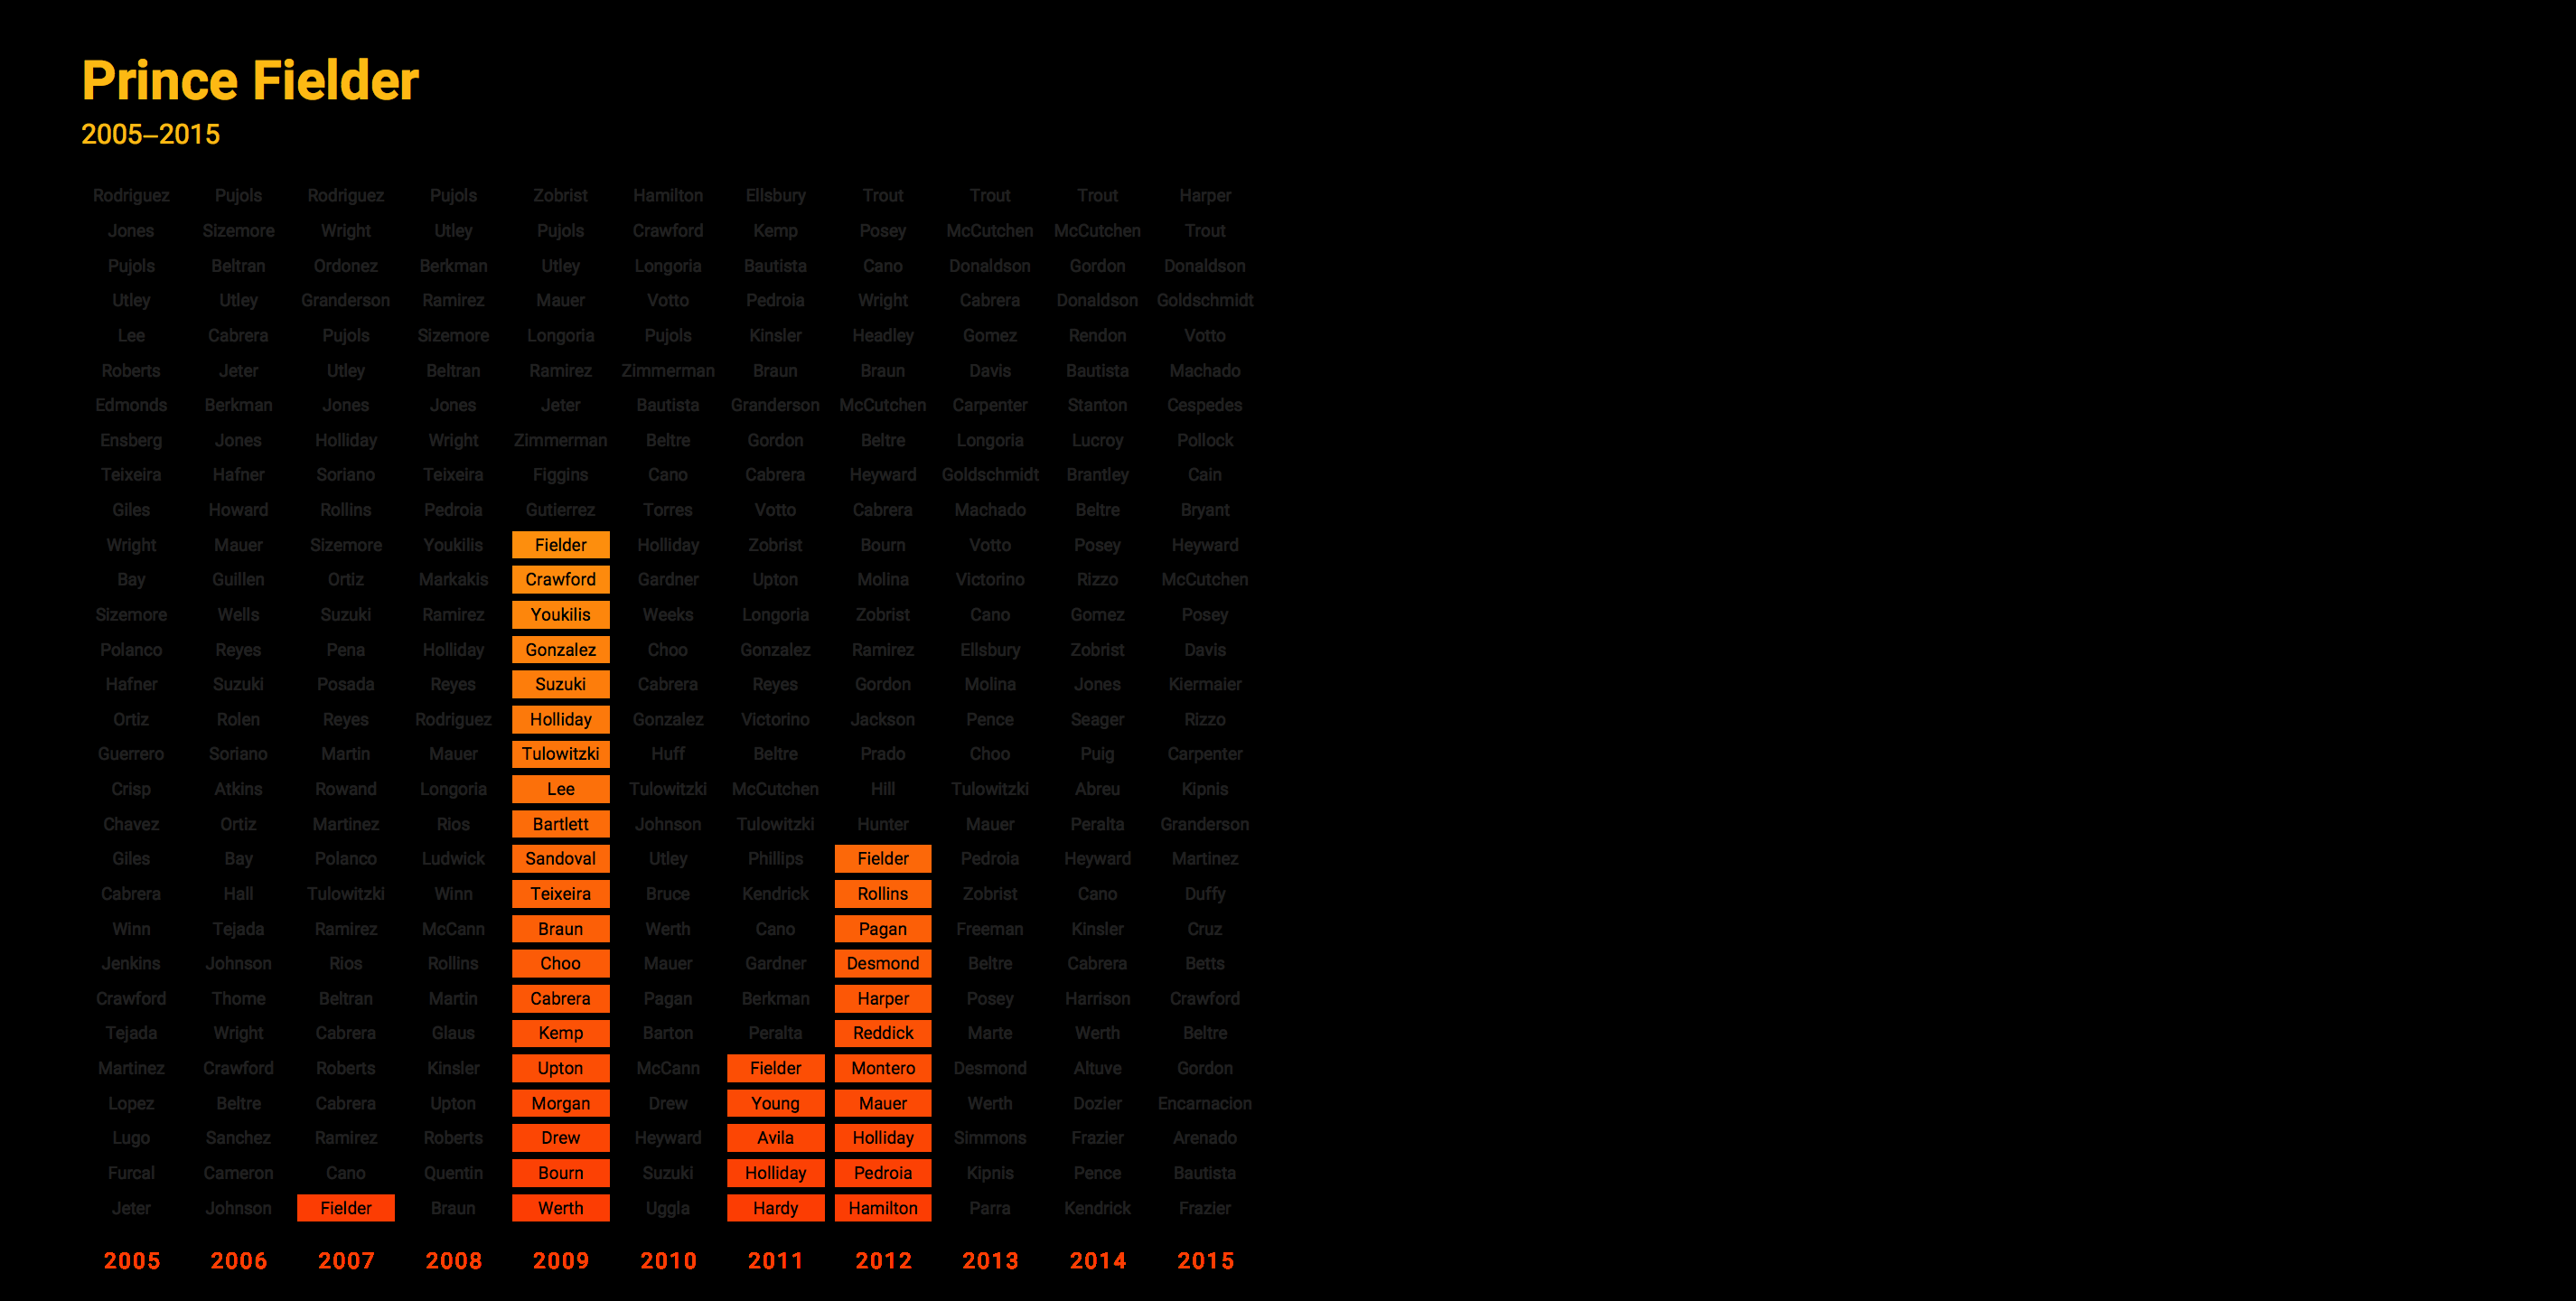 Prince Fielder
2005–2015
Rodriguez Pujols Rodriguez Pujols Zobrist Hamilton Ellsbury Trout Trout Trout Harper
Jones Sizemore Wright Utley Pujols Crawford Kemp Posey McCutchen McCutchen Trout
Pujols Beltran Ordonez Berkman Utley Longoria Bautista Cano Donaldson Gordon Donaldson
Utley Utley Granderson Ramirez Mauer Votto Pedroia Wright Cabrera Donaldson Goldschmidt
Lee Cabrera Pujols Sizemore Longoria Pujols Kinsler Headley Gomez Rendon Votto
Roberts Jeter Utley Beltran Ramirez Zimmerman Braun Braun Davis Bautista Machado
Edmonds Berkman Jones Jones Jeter Bautista Granderson McCutchen Carpenter Stanton Cespedes
Ensberg Jones Holliday Wright Zimmerman Beltre Gordon Beltre Longoria Lucroy Pollock
Teixeira Hafner Soriano Teixeira Figgins Cano Cabrera Heyward Goldschmidt Brantley Cain
Giles Howard Rollins Pedroia Gutierrez Torres Votto Cabrera Machado Beltre Bryant
Wright Mauer Sizemore Youkilis Fielder Holliday Zobrist Bourn Votto Posey Heyward
Bay Guillen Ortiz Markakis Crawford Gardner Upton Molina Victorino Rizzo McCutchen
Sizemore Wells Suzuki Ramirez Youkilis Weeks Longoria Zobrist Cano Gomez Posey
Polanco Reyes Pena Holliday Gonzalez Choo Gonzalez Ramirez Ellsbury Zobrist Davis
Hafner Suzuki Posada Reyes Suzuki Cabrera Reyes Gordon Molina Jones Kiermaier
Ortiz Rolen Reyes Rodriguez Holliday Gonzalez Victorino Jackson Pence Seager Rizzo
Guerrero Soriano Martin Mauer Tulowitzki Huff Beltre Prado Choo Puig Carpenter
Crisp Atkins Rowand Longoria Lee Tulowitzki McCutchen Hill Tulowitzki Abreu Kipnis
Chavez Ortiz Martinez Rios Bartlett Johnson Tulowitzki Hunter Mauer Peralta Granderson
Giles Bay Polanco Ludwick Sandoval Utley Phillips Fielder Pedroia Heyward Martinez
Cabrera Hall Tulowitzki Winn Teixeira Bruce Kendrick Rollins Zobrist Cano Duffy
Winn Tejada Ramirez McCann Braun Werth Cano Pagan Freeman Kinsler Cruz
Jenkins Johnson Rios Rollins Choo Mauer Gardner Desmond Beltre Cabrera Betts
Crawford Thome Beltran Martin Cabrera Pagan Berkman Harper Posey Harrison Crawford
Tejada Wright Cabrera Glaus Kemp Barton Peralta Reddick Marte Werth Beltre
Martinez Crawford Roberts Kinsler Upton McCann Fielder Montero Desmond Altuve Gordon
Lopez Beltre Cabrera Upton Morgan Drew Young Mauer Werth Dozier Encarnacion
Lugo Sanchez Ramirez Roberts Drew Heyward Avila Holliday Simmons Frazier Arenado
Furcal Cameron Cano Quentin Bourn Suzuki Holliday Pedroia Kipnis Pence Bautista
Jeter Johnson Fielder Braun Werth Uggla Hardy Hamilton Parra Kendrick Frazier
2005 2006 2007 2008 2009 2010 2011 2012 2013 2014 2015